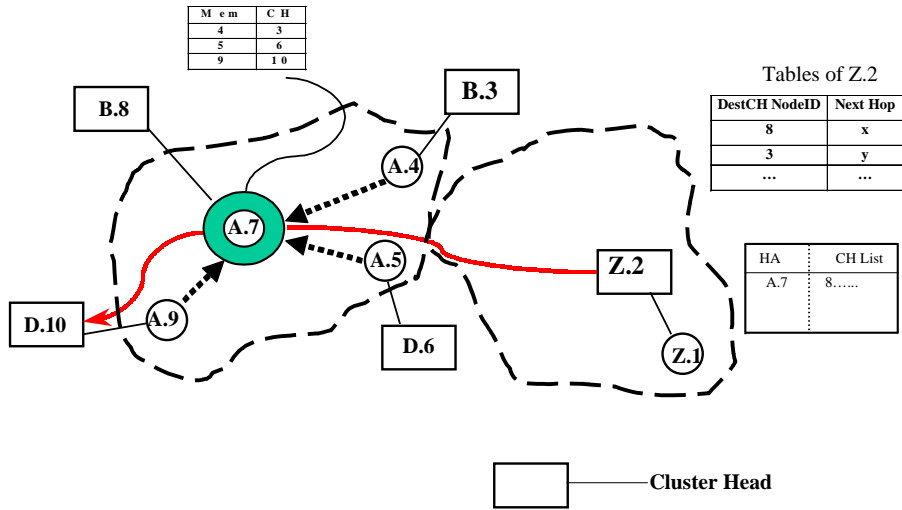 M em C H
4 3
5 6
9 1 0
Tables of Z.2
DestCH NodeID Next Hop
8 x
3 y
... ...
B.8
B.3
A.4
A.7
A.5
Z.2
HA CH List
A.7 8…...
D.10
A.9
D.6
Z.1
Cluster Head